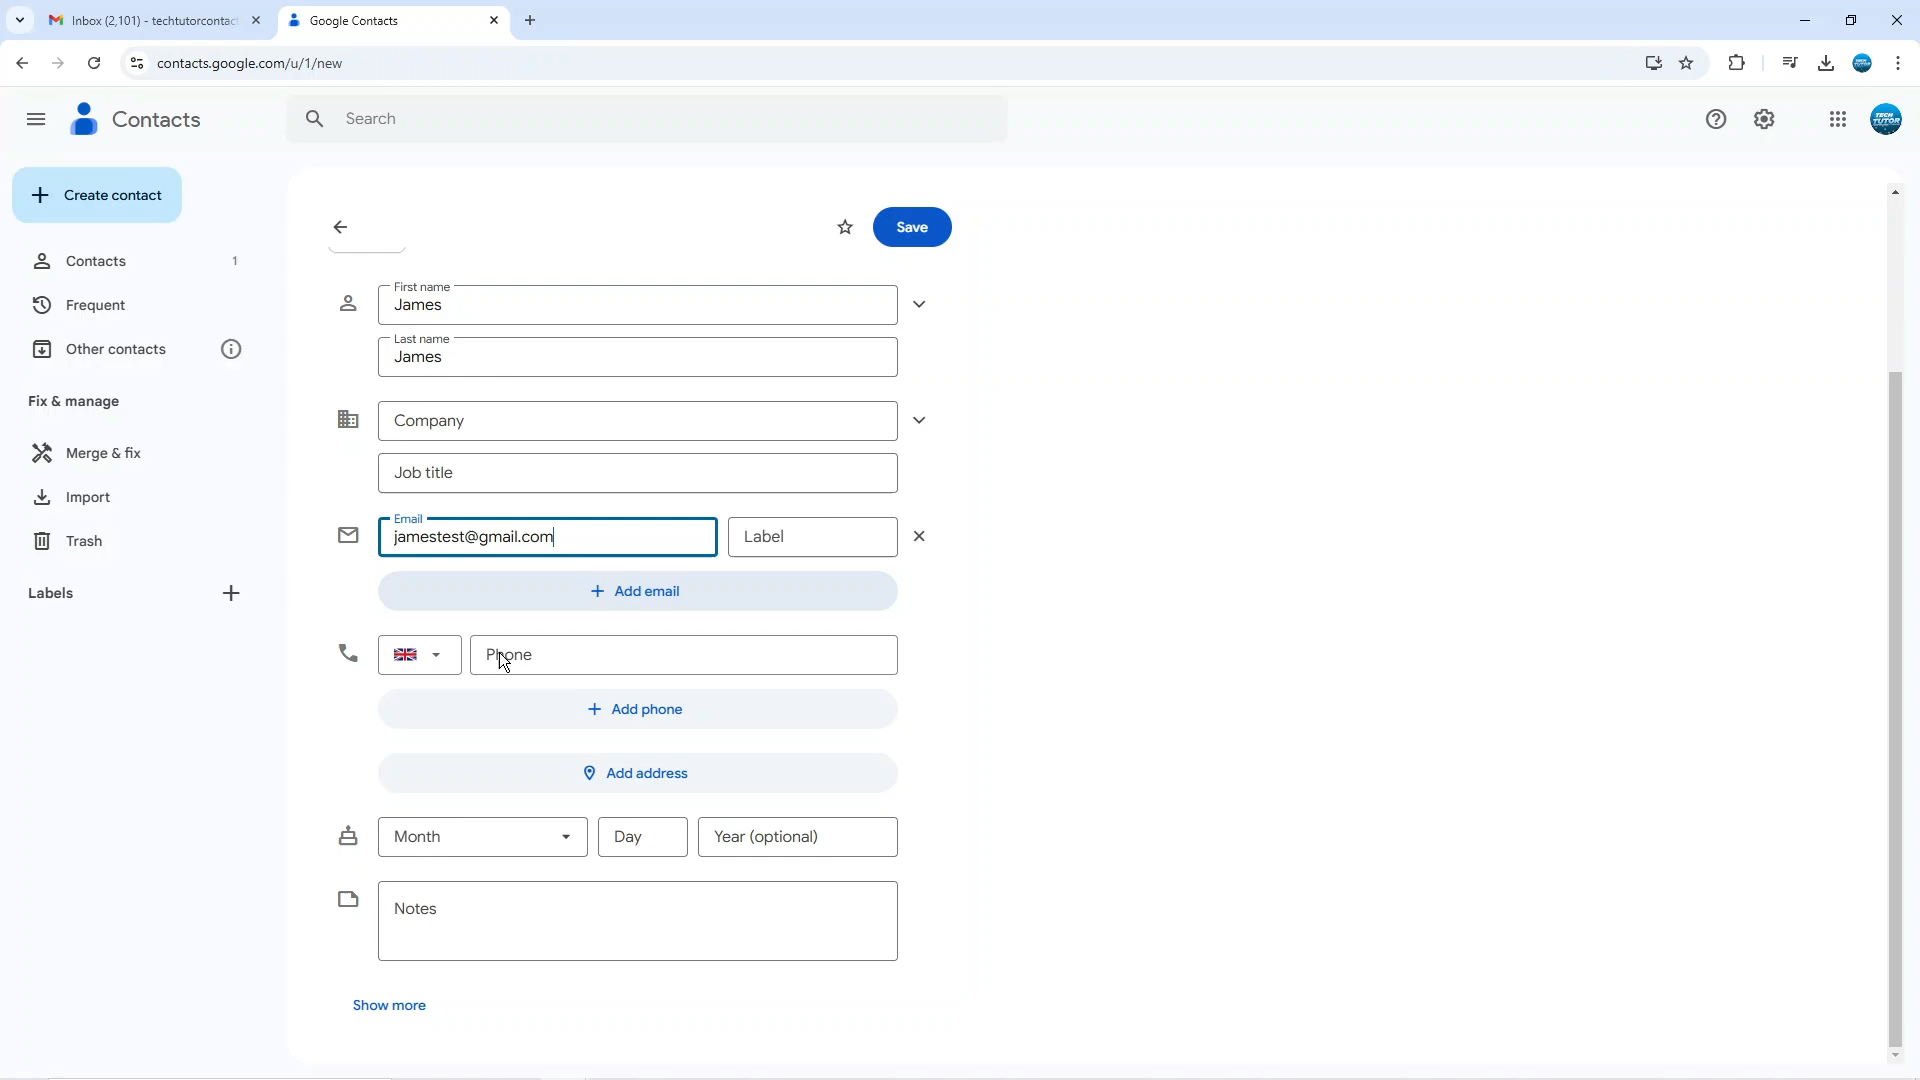 Inbox (2,101) - techtutorcontac
Google Contacts
contacts.google.com/u/1/new
Contacts
Search
TECH TUTOR
Create contact
Save
Contacts 1
Frequent
Other contacts
Fix & manage
Merge & fix
Import
Trash
Labels
First name
James
Last name
James
Company
Job title
Email
jamestest@gmail.com
Label
Add email
Phone
Add phone
Add address
Month Day Year (optional)
Notes
Show more